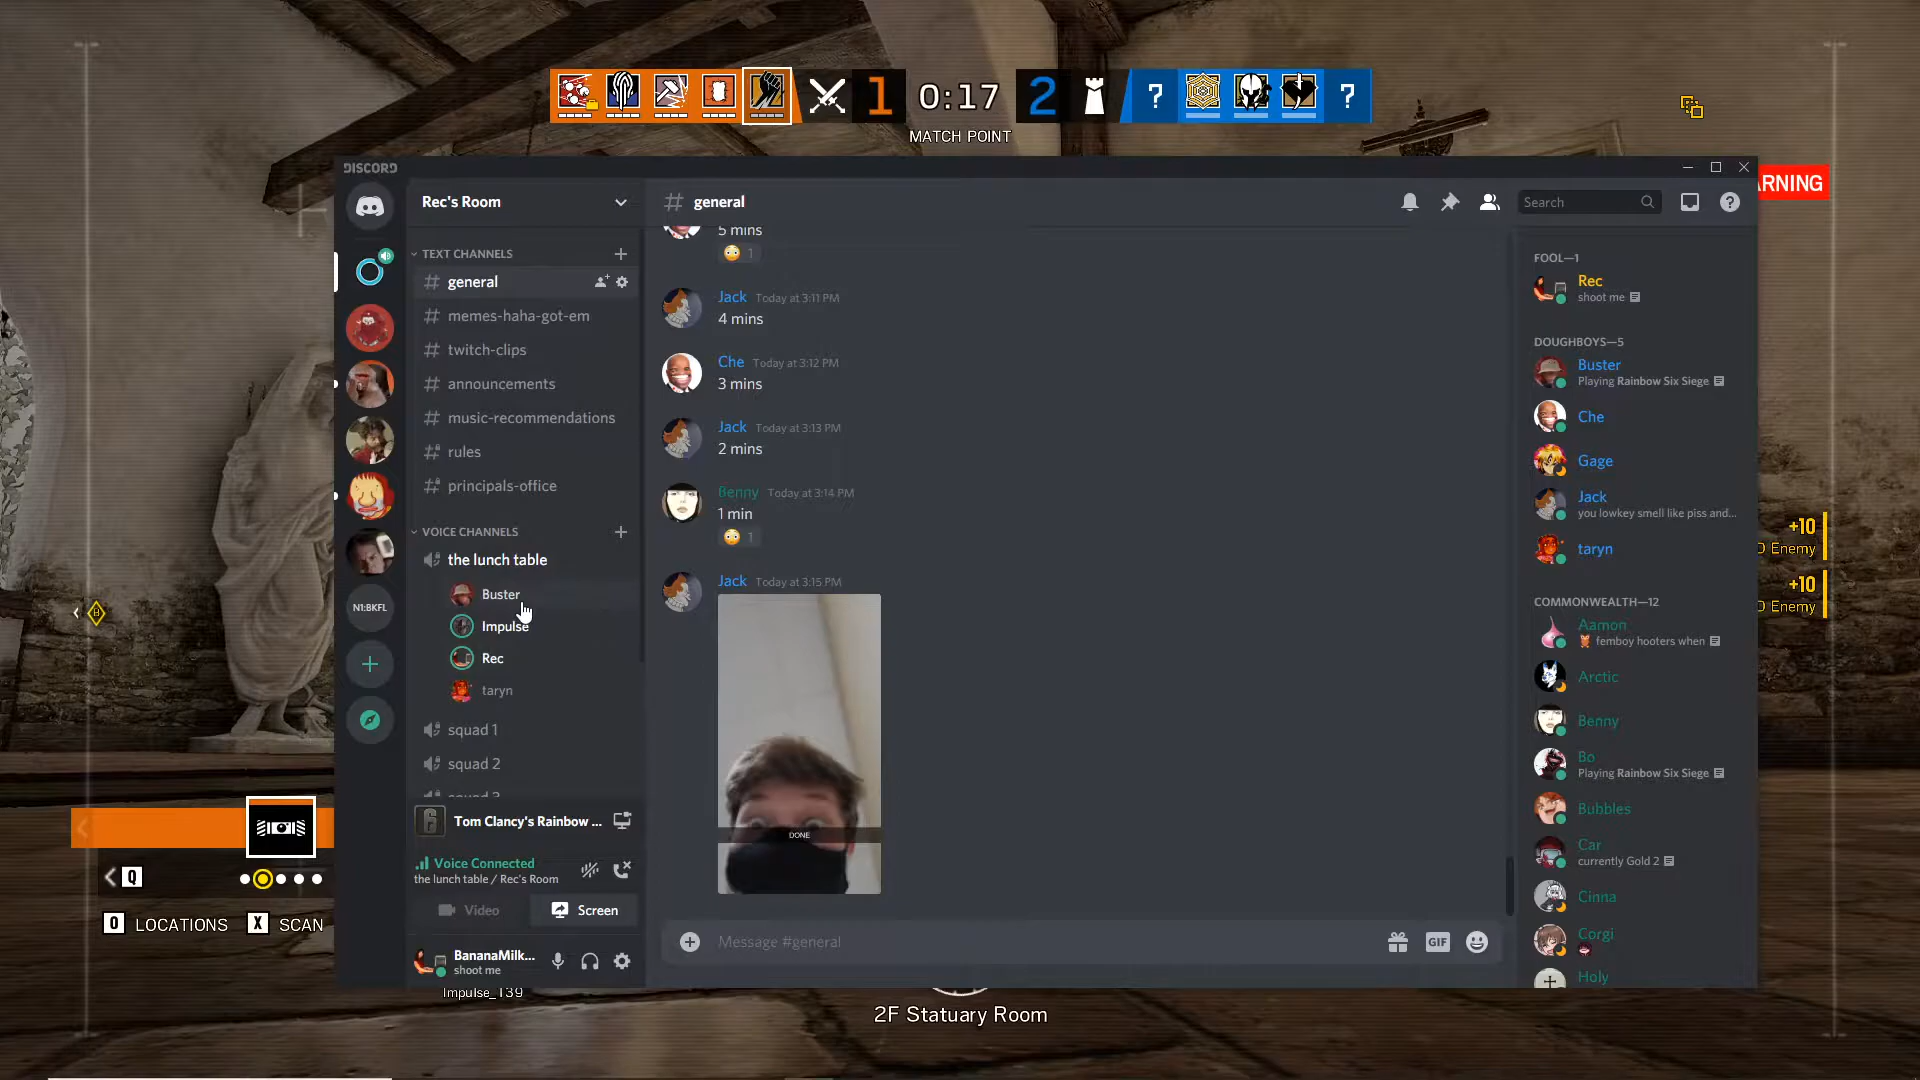 1
0:17
2
?
?
MATCH POINT
DISCORD
ARNING
Rec's Room
general
Search
TEXT CHANNELS
general
memes-haha-got-em
twitch-clips
announcements
music-recommendations
rules
principals-office
VOICE CHANNELS
the lunch table
Buster
Impulse
Rec
taryn
squad 1
squad 2
N1:BKFL
Tom Clancy's Rainbow ...
Voice Connected
the lunch table / Rec's Room
Video
Screen
BananaMilk...
shoot me
5 mins
1
Jack Today at 3:11 PM
4 mins
Che Today at 3:12 PM
3 mins
Jack Today at 3:13 PM
2 mins
Benny Today at 3:14 PM
1 min
1
Jack Today at 3:15 PM
DONE
Message #general
GIF
FOOL—1
Rec
shoot me
DOUGHBOYS—5
Buster
Playing Rainbow Six Siege
Che
Gage
Jack
you lowkey smell like piss and...
taryn
COMMONWEALTH—12
Aamon
femboy hooters when
Arctic
Benny
Bo
Playing Rainbow Six Siege
Bubbles
Car
currently Gold 2
Cinna
Corgi
Holy
+10
D Enemy
+10
D Enemy
Q
O LOCATIONS X SCAN
Impulse_139
2F Statuary Room